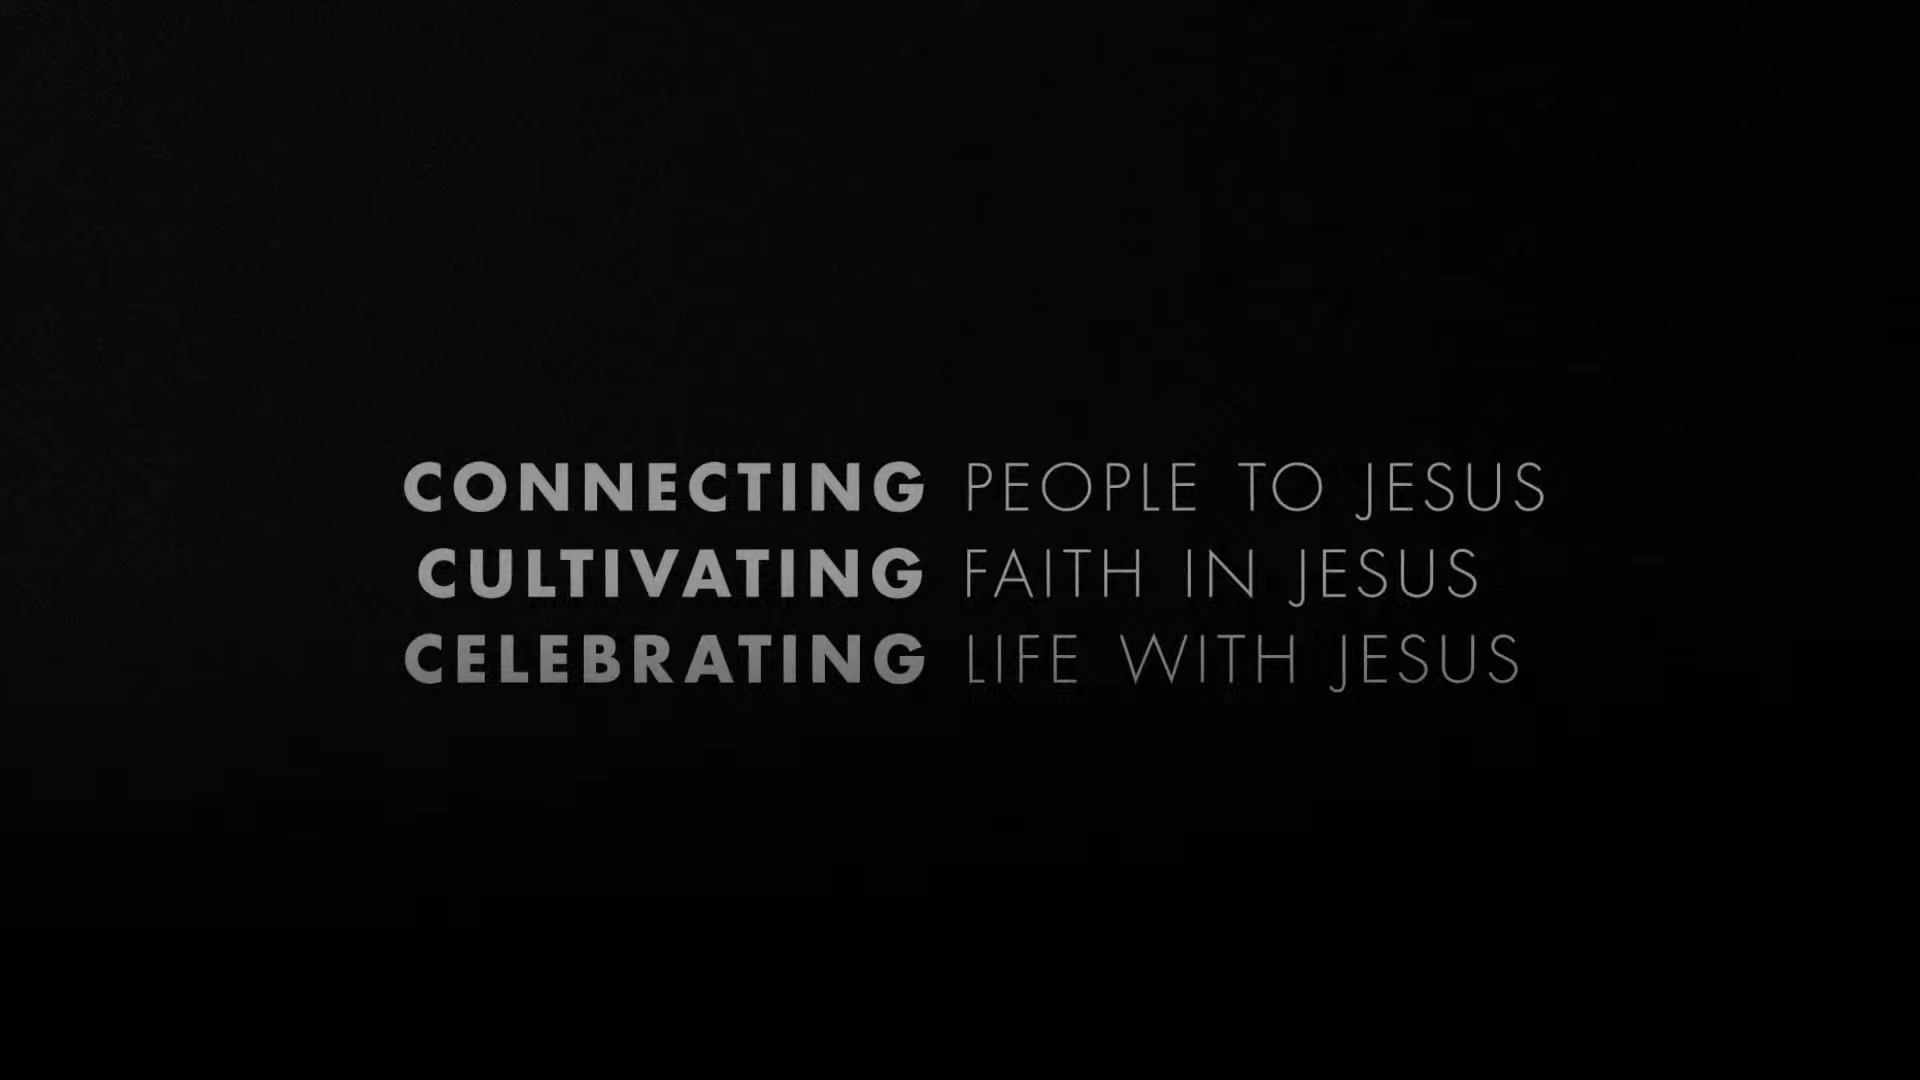 CONNECTING PEOPLE TO JESUS
CULTIVATING FAITH IN JESUS
CELEBRATING LIFE WITH JESUS